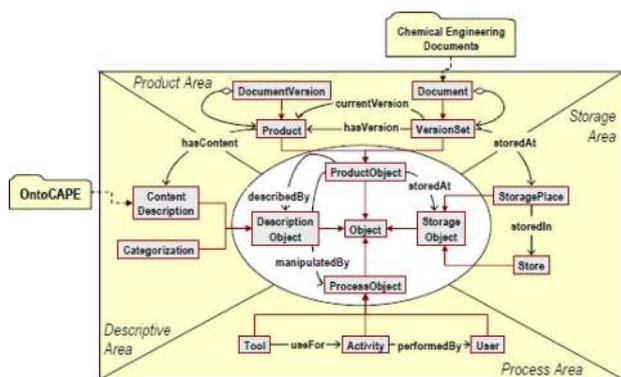 Chemical Engineering
Documents
Product Area
DocumentVersion
Document
Storage
Area
currentVersion
Product
hasVersion
VersionSet
hasContent
storedAt
OntoCAPE
ProductObject
describedBy
storedAt
Content
Description
StoragePlace
Description
Object
Object
Storage
Object
storedIn
Categorization
manipulatedBy
Store
ProcessObject
Descriptive
Area
Tool
useFor
Activity
performedBy
User
Process Area